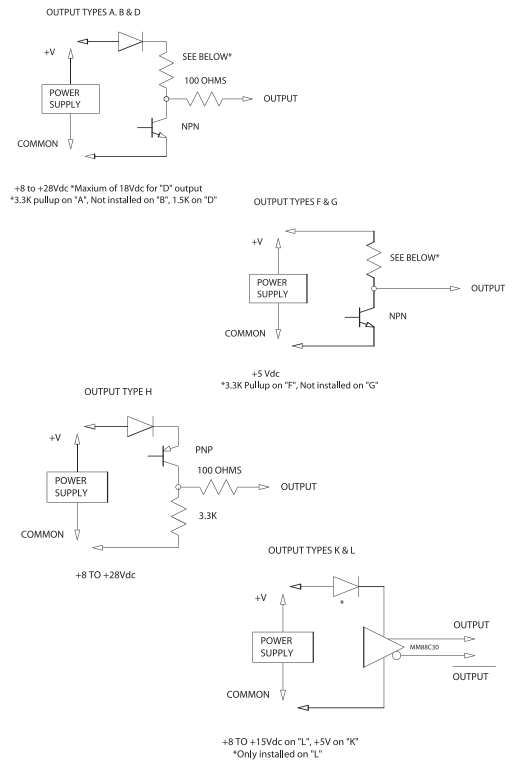 OUTPUT TYPES A. B & D
+V
SEE BELOW*
100 OHMS
POWER
SUPPLY
OUTPUT
NPN
COMMON
+8 to +28Vdc *Maxium of 18Vdc for "D" output
*3.3K pullup on "A", Not installed on "B", 1.5K on "D"
OUTPUT TYPES F & G
+V
SEE BELOW*
POWER
SUPPLY
OUTPUT
NPN
COMMON
+5 Vdc
*3.3K Pullup on "F", Not installed on "G"
OUTPUT TYPE H
+V
PNP
100 OHMS
POWER
SUPPLY
OUTPUT
3.3K
COMMON
+8 TO +28Vdc
OUTPUT TYPES K & L
+V
*
OUTPUT
POWER
SUPPLY
MM88C30
OUTPUT
COMMON
+8 TO +15Vdc on "L", +5V on "K"
*Only installed on "L"